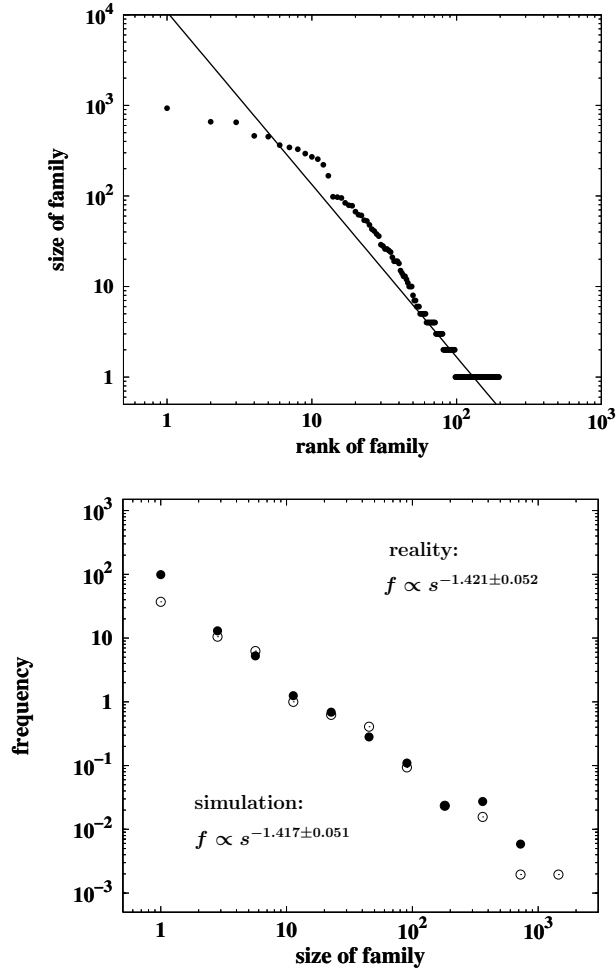 10^4
10^3
10^2
10
1
size of family
1
10
10^2
10^3
rank of family
10^3
10^2
10
1
10^−1
10^−2
10^−3
frequency
reality:
f ∝ s^−1.421±0.052
simulation:
f ∝ s^−1.417±0.051
1
10
10^2
10^3
size of family